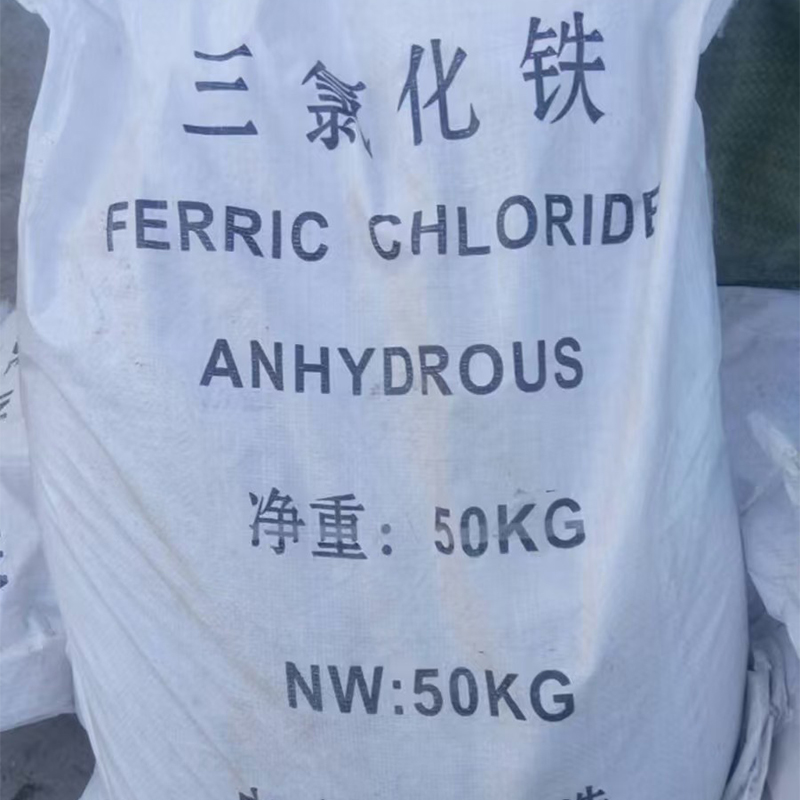 三氯化铁
FERRIC CHLORIDE
ANHYDROUS
净重：50KG
NW:50KG